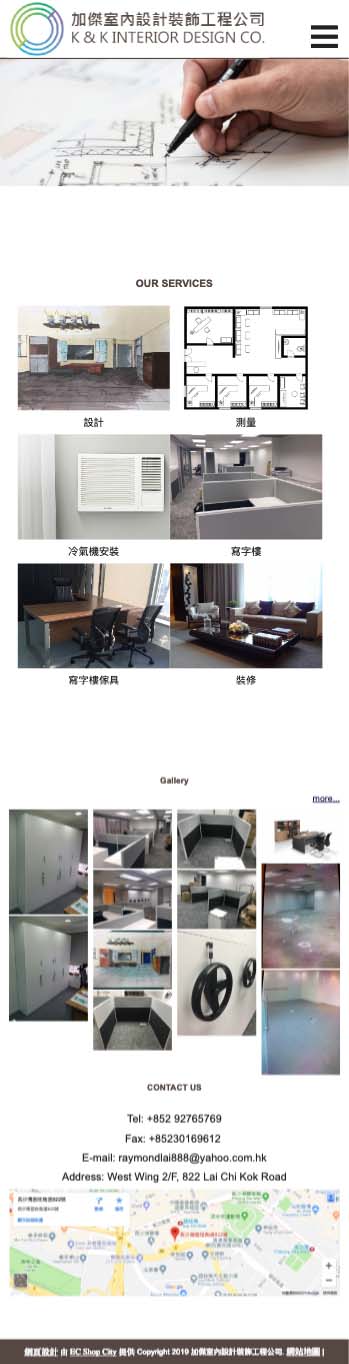 加傑室內設計裝飾工程公司
K & K INTERIOR DESIGN CO.
OUR SERVICES
設計
測量
冷氣機安裝
寫字樓
寫字樓傢具
裝修
Gallery
more...
CONTACT US
Tel: +852 92765769
Fax: +85230169612
E-mail: raymondlai888@yahoo.com.hk
Address: West Wing 2/F, 822 Lai Chi Kok Road
網頁設計 由 EC Shop City 提供 Copyright 2019 加傑室內設計裝飾工程公司. 網站地圖 |